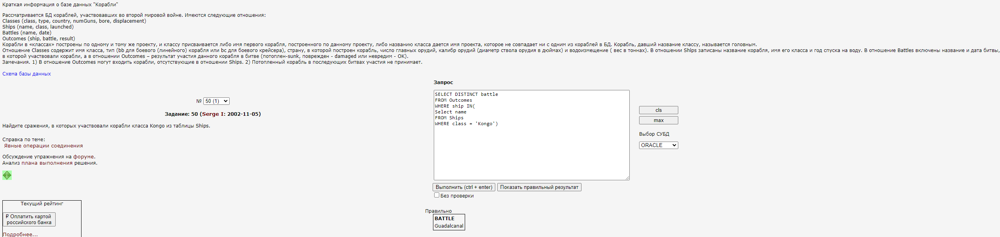 Краткая информация о базе данных "Корабли"
Рассматривается БД кораблей, участвовавших во второй мировой войне. Имеются следующие отношения:
Classes (class, type, country, numGuns, bore, displacement)
Ships (name, class, launched)
Battles (name, date)
Outcomes (ship, battle, result)
Корабли в «классах» построены по одному и тому же проекту, и классу присваивается либо имя первого корабля, построенного по данному проекту, либо названию класса дается имя проекта, которое не совпадает ни с одним из кораблей в БД. Корабль, давший название классу, называется головным.
Отношение Classes содержит имя класса, тип (bb для боевого (линейного) корабля или bc для боевого крейсера), страну, в которой построен корабль, число главных орудий, калибр орудий (диаметр ствола орудия в дюймах) и водоизмещение ( вес в тоннах). В отношении Ships записаны название корабля, имя его класса и год спуска на воду. В отношение Battles включены название и дата битвы,
в которой участвовали корабли, а в отношении Outcomes – результат участия данного корабля в битве (потоплен-sunk, поврежден - damaged или невредим - OK).
Замечания. 1) В отношение Outcomes могут входить корабли, отсутствующие в отношении Ships. 2) Потопленный корабль в последующих битвах участия не принимает.
Схема базы данных
№ 50 (1)
Задание: 50 (Serge I: 2002-11-05)
Найдите сражения, в которых участвовали корабли класса Kongo из таблицы Ships.
Справка по теме:
Явные операции соединения
Обсуждение упражнения на форуме.
Анализ плана выполнения решения.
Текущий рейтинг
₽ Оплатить картой
российского банка
Подробнее...
Запрос
SELECT DISTINCT battle
FROM Outcomes
WHERE ship IN(
Select name
FROM Ships
WHERE class = 'Kongo')
cls
max
Выбор СУБД
ORACLE
Выполнить (ctrl + enter) Показать правильный результат
Без проверки
Правильно
BATTLE
Guadalcanal